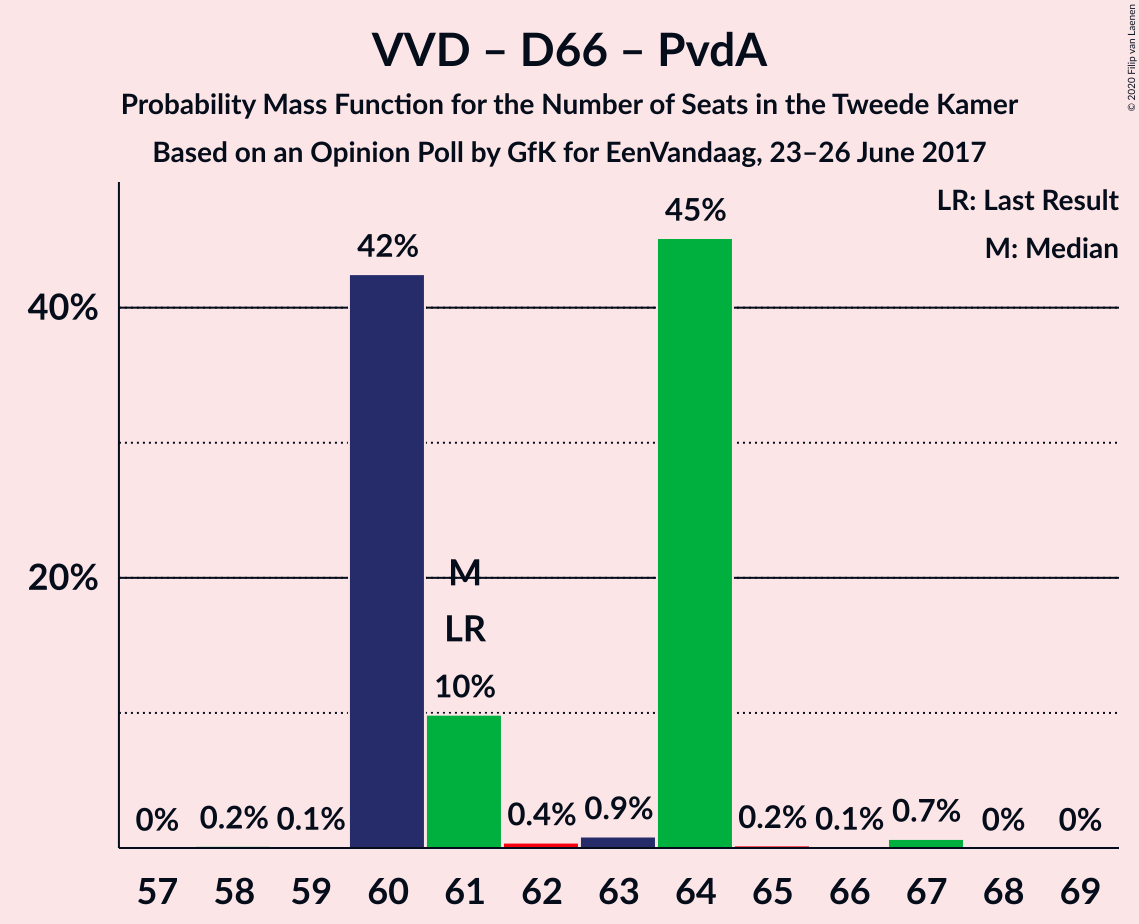 VVD – D66 – PvdA
Probability Mass Function for the Number of Seats in the Tweede Kamer
Based on an Opinion Poll by GfK for EenVandaag, 23–26 June 2017
© 2020 Filip van Laenen
LR: Last Result
M: Median
45%
42%
40%
20%
M
LR
10%
0% 0.2% 0.1% 0.4% 0.9% 0.2% 0.1% 0.7% 0% 0%
57 58 59 60 61 62 63 64 65 66 67 68 69